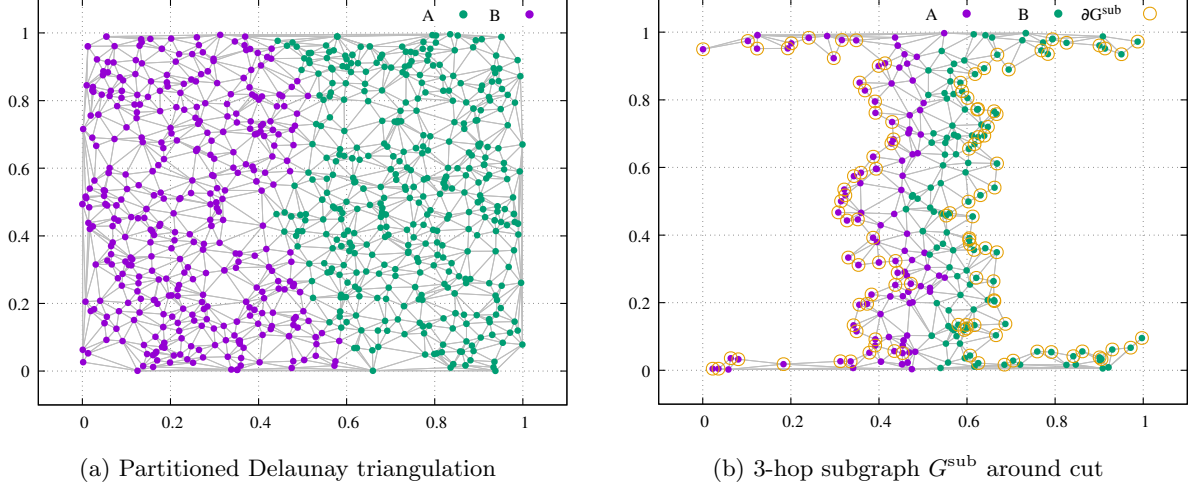 A B
1
0.8
0.6
0.4
0.2
0
0 0.2 0.4 0.6 0.8 1
(a) Partitioned Delaunay triangulation
A B ∂Gsub
1
0.8
0.6
0.4
0.2
0
0 0.2 0.4 0.6 0.8 1
(b) 3-hop subgraph Gsub around cut